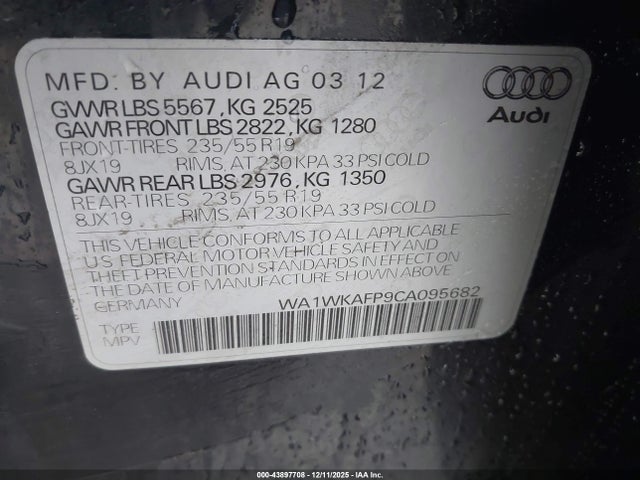 MFD. BY AUDI AG 03 12
GVWR LBS 5567, KG 2525
GAWR FRONT LBS 2822, KG 1280
FRONT-TIRES 235/55 R19
8JX19 RIMS, AT 230 KPA 33 PSI COLD
GAWR REAR LBS 2976, KG 1350
REAR-TIRES 235/55 R19
8JX19 RIMS, AT 230 KPA 33 PSI COLD
THIS VEHICLE CONFORMS TO ALL APPLICABLE
US FEDERAL MOTOR VEHICLE SAFETY
STANDARDS IN EFFECT ON
THE DATE OF MANUFACTURE SHOWN ABOVE
GERMANY WA1WKAFP9CA095682
TYPE
MPV
Audi
000-43897708 - 12/11/2025 - IAA Inc.